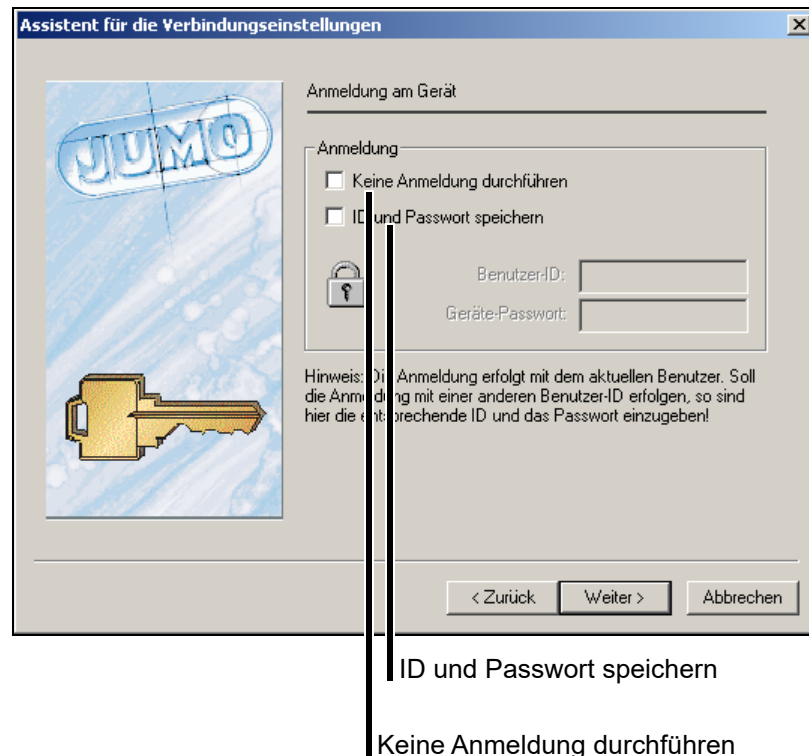 Assistent für die Verbindungseinstellungen
JUMO
Anmeldung am Gerät
Anmeldung
Keine Anmeldung durchführen
ID und Passwort speichern
Benutzer-ID:
Geräte-Passwort:
Hinweis: Die Anmeldung erfolgt mit dem aktuellen Benutzer. Soll
die Anmeldung mit einer anderen Benutzer-ID erfolgen, so sind
hier die entsprechende ID und das Passwort einzugeben!
< Zurück
Weiter >
Abbrechen
ID und Passwort speichern
Keine Anmeldung durchführen